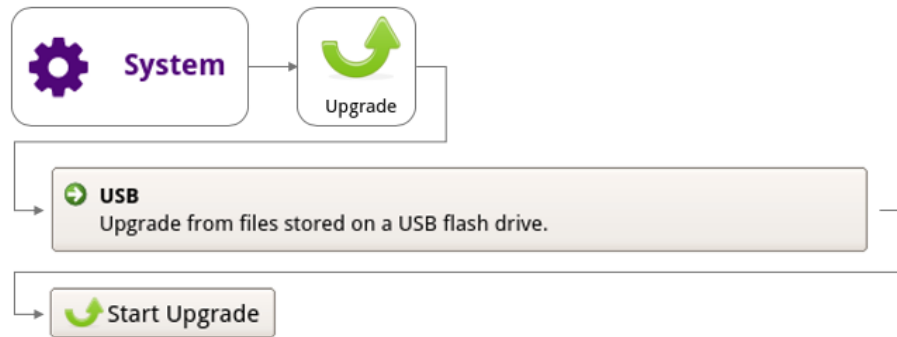 System
Upgrade
USB
Upgrade from files stored on a USB flash drive.
Start Upgrade